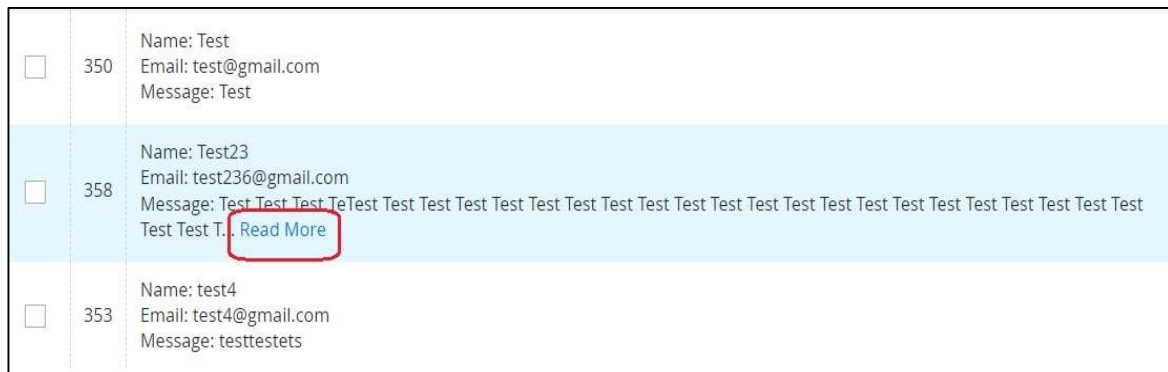 350
Name: Test
Email: test@gmail.com
Message: Test
358
Name: Test23
Email: test236@gmail.com
Message: Test Test Test TeTest Test Test Test Test Test Test Test Test Test Test Test Test Test Test Test Test Test Test Test Test
Test Test T... Read More
353
Name: test4
Email: test4@gmail.com
Message: testtestets